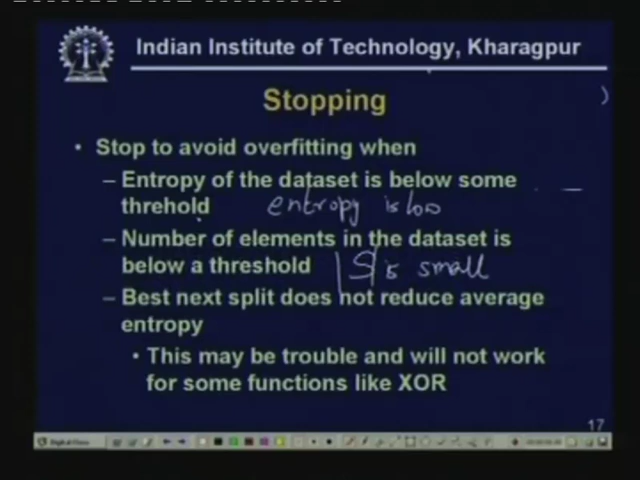 Indian Institute of Technology, Kharagpur
Stopping
• Stop to avoid overfitting when
– Entropy of the dataset is below some
threhold entropy is low
– Number of elements in the dataset is
below a threshold |S| is small
– Best next split does not reduce average
entropy
• This may be trouble and will not work
for some functions like XOR
17